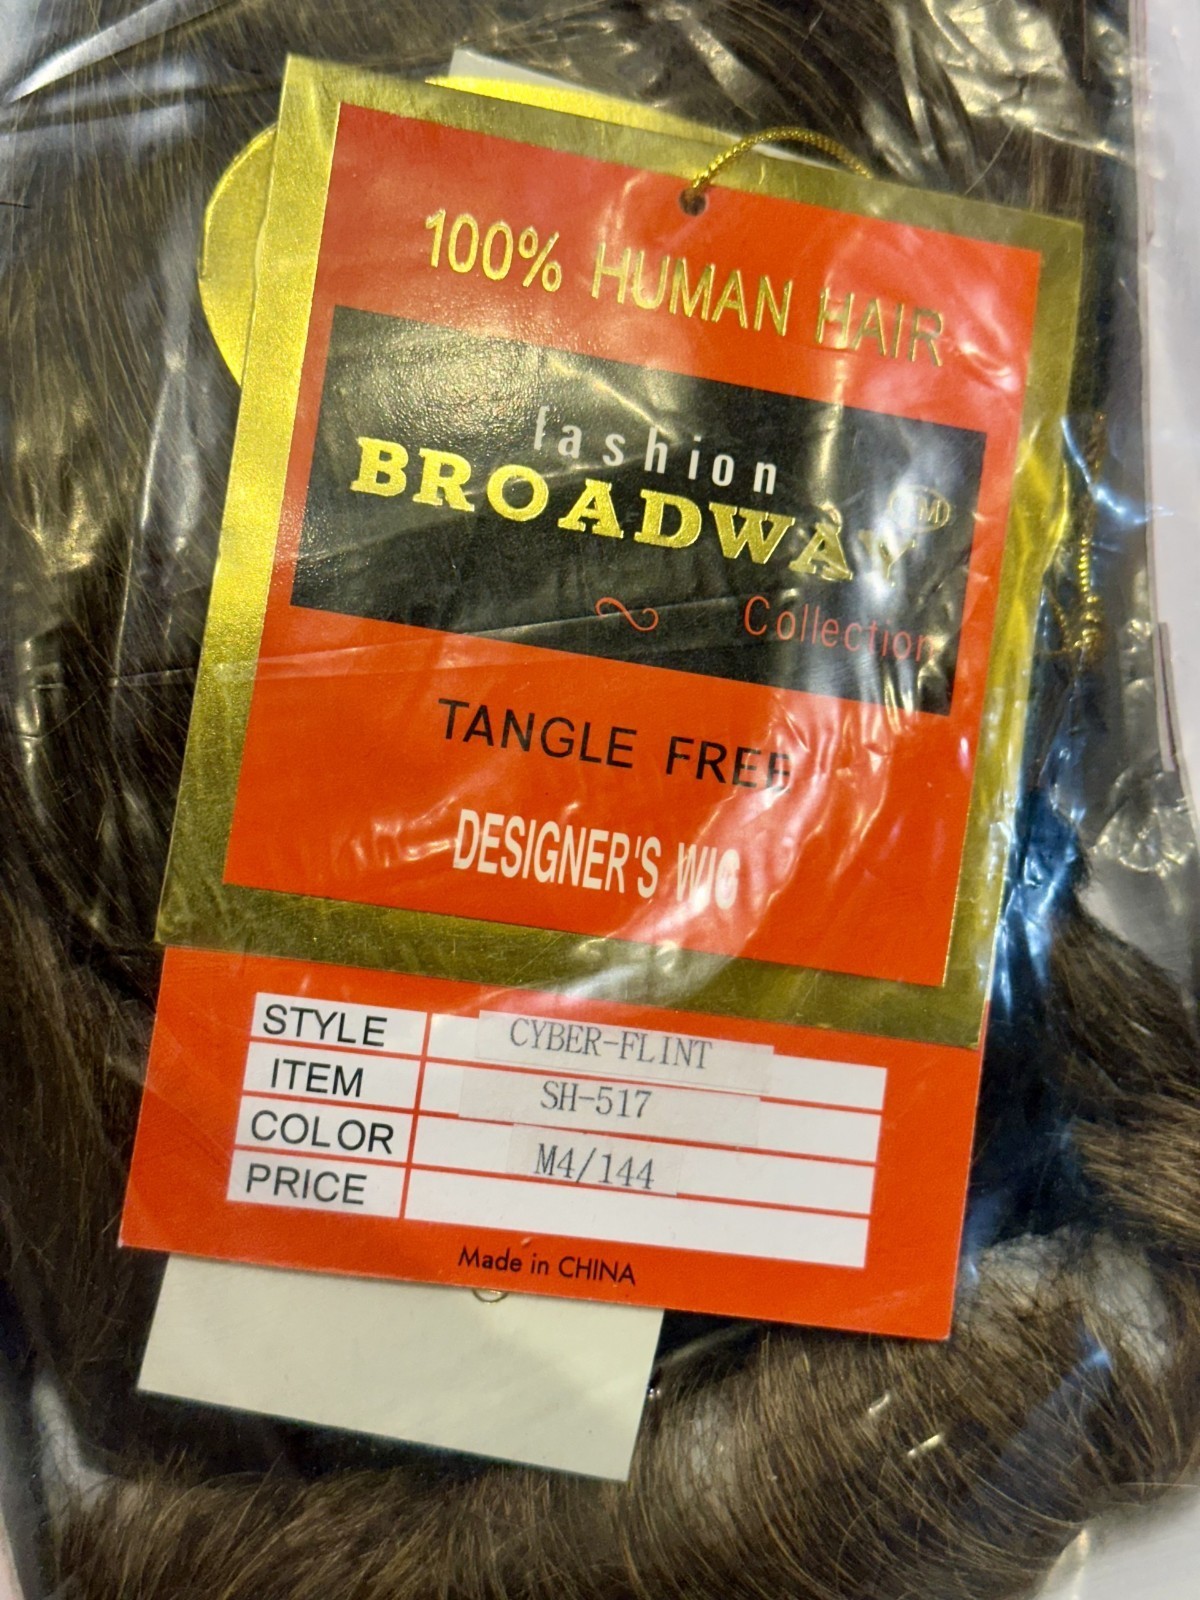 100% HUMAN HAIR
fashion
BROADWAY TM
Collection
TANGLE FREE
DESIGNER'S WIG
STYLE CYBER-FLINT
ITEM SH-517
COLOR M4/144
PRICE
Made in CHINA